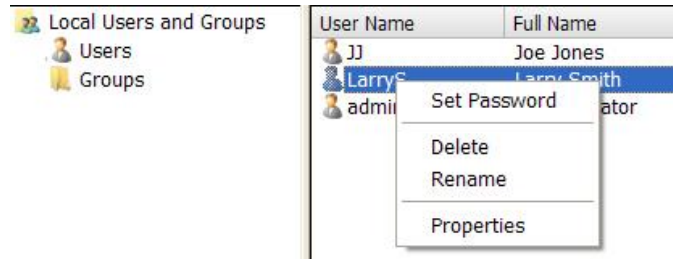 Local Users and Groups
Users
Groups
User Name Full Name
JJ Joe Jones
LarryS Larry Smith
Set Password
Delete
Rename
Properties